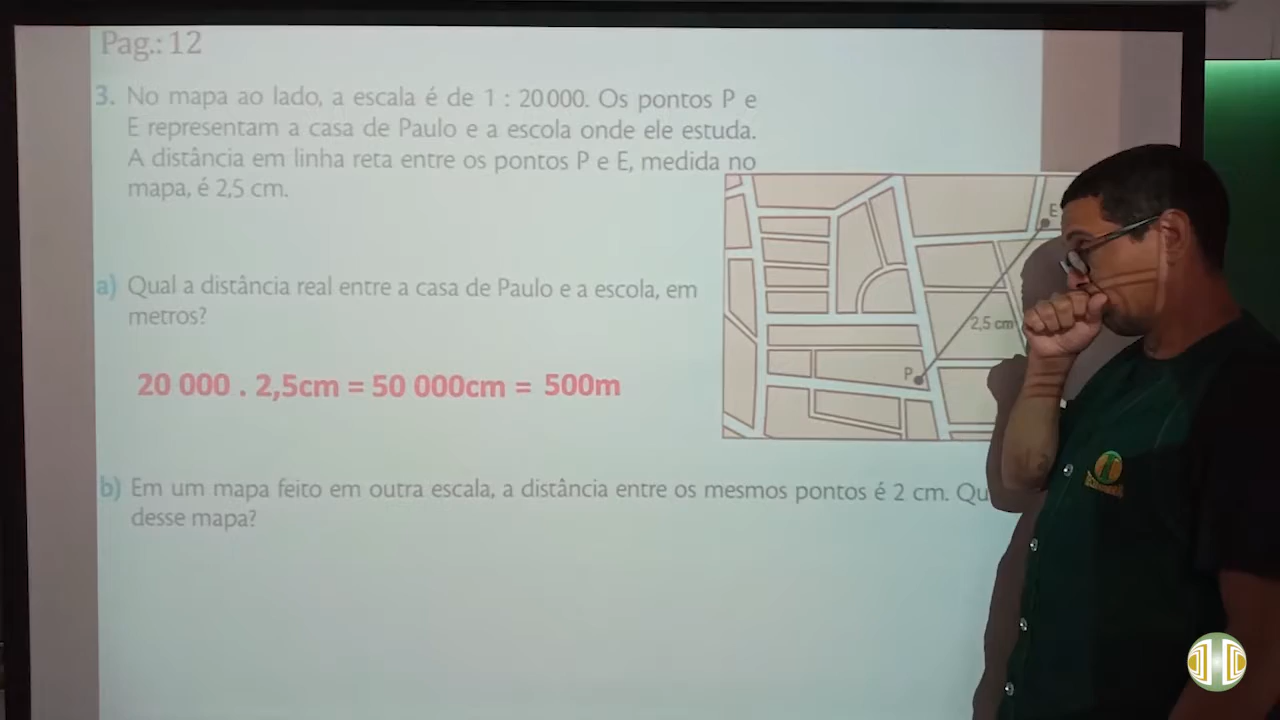 Pag.: 12
3. No mapa ao lado, a escala é de 1 : 20 000. Os pontos P e
E representam a casa de Paulo e a escola onde ele estuda.
A distância em linha reta entre os pontos P e E, medida no
mapa, é 2,5 cm.
E
2,5 cm
P
a) Qual a distância real entre a casa de Paulo e a escola, em
metros?
20 000 . 2,5cm = 50 000cm = 500m
b) Em um mapa feito em outra escala, a distância entre os mesmos pontos é 2 cm.
desse mapa?